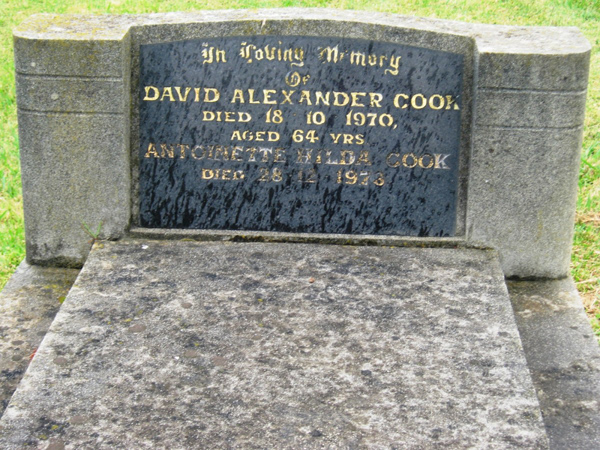 In Loving Memory
Of
DAVID ALEXANDER COOK
DIED 18 10 1970,
AGED 64 YRS
ANTOINETTE HILDA COOK
DIED 28 12 1973